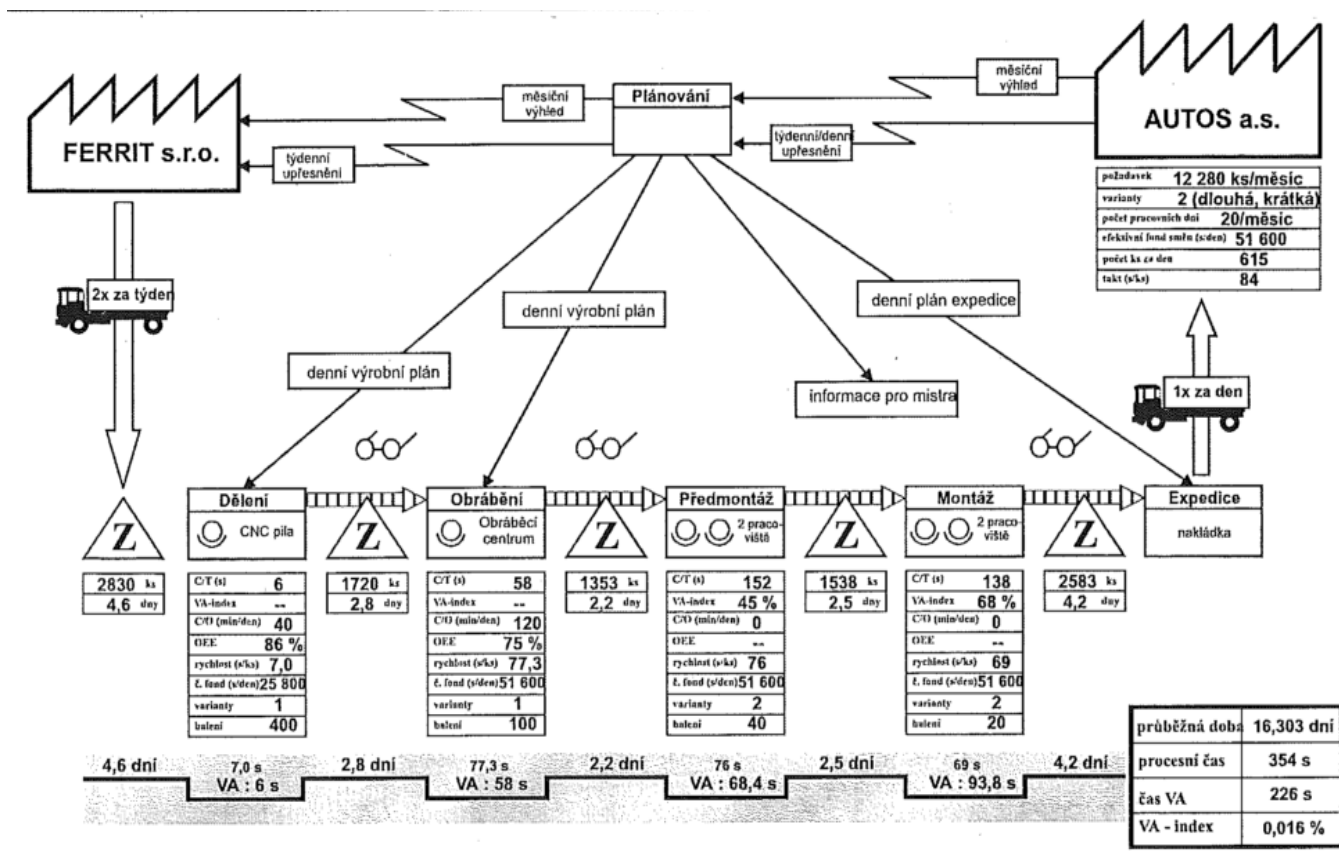 měsíční
výhled
Plánování
měsíční
výhled
FERRIT s.r.o.
týdenní
upřesnění
týdenní/denní
upřesnění
AUTOS a.s.
požadavek 12 280 ks/měsíc
varianty 2 (dlouhá, krátká)
počet pracovních dní 20/měsíc
efektivní fond směn (s/den) 51 600
počet ks za den 615
takt (s/ks) 84
2x za týden
denní výrobní plán
denní výrobní plán
informace pro mistra
denní plán expedice
1x za den
Z
2830 ks
4,6 dny
Dělení
CNC pila
C/T (s) 6
VA-index --
C/O (min/den) 40
OEE 86 %
rychlost (s/ks) 7,0
č. fond (s/den) 25 800
varianty 1
balení 400
Z
1720 ks
2,8 dny
Obrábění
Obráběcí
centrum
C/T (s) 58
VA-index --
C/O (min/den) 120
OEE 75 %
rychlost (s/ks) 77,3
č. fond (s/den) 51 600
varianty 1
balení 100
Z
1353 ks
2,2 dny
Předmontáž
2 praco-
viště
C/T (s) 152
VA-index 45 %
C/O (min/den) 0
OEE --
rychlost (s/ks) 76
č. fond (s/den) 51 600
varianty 2
balení 40
Z
1538 ks
2,5 dny
Montáž
2 praco-
viště
C/T (s) 138
VA-index 68 %
C/O (min/den) 0
OEE --
rychlost (s/ks) 69
č. fond (s/den) 51 600
varianty 2
balení 20
Z
2583 ks
4,2 dny
Expedice
nakládka
4,6 dní
7,0 s
VA : 6 s
2,8 dní
77,3 s
VA : 58 s
2,2 dní
76 s
VA : 68,4 s
2,5 dní
69 s
VA : 93,8 s
4,2 dní
průběžná doba 16,303 dní
procesní čas 354 s
čas VA 226 s
VA - index 0,016 %